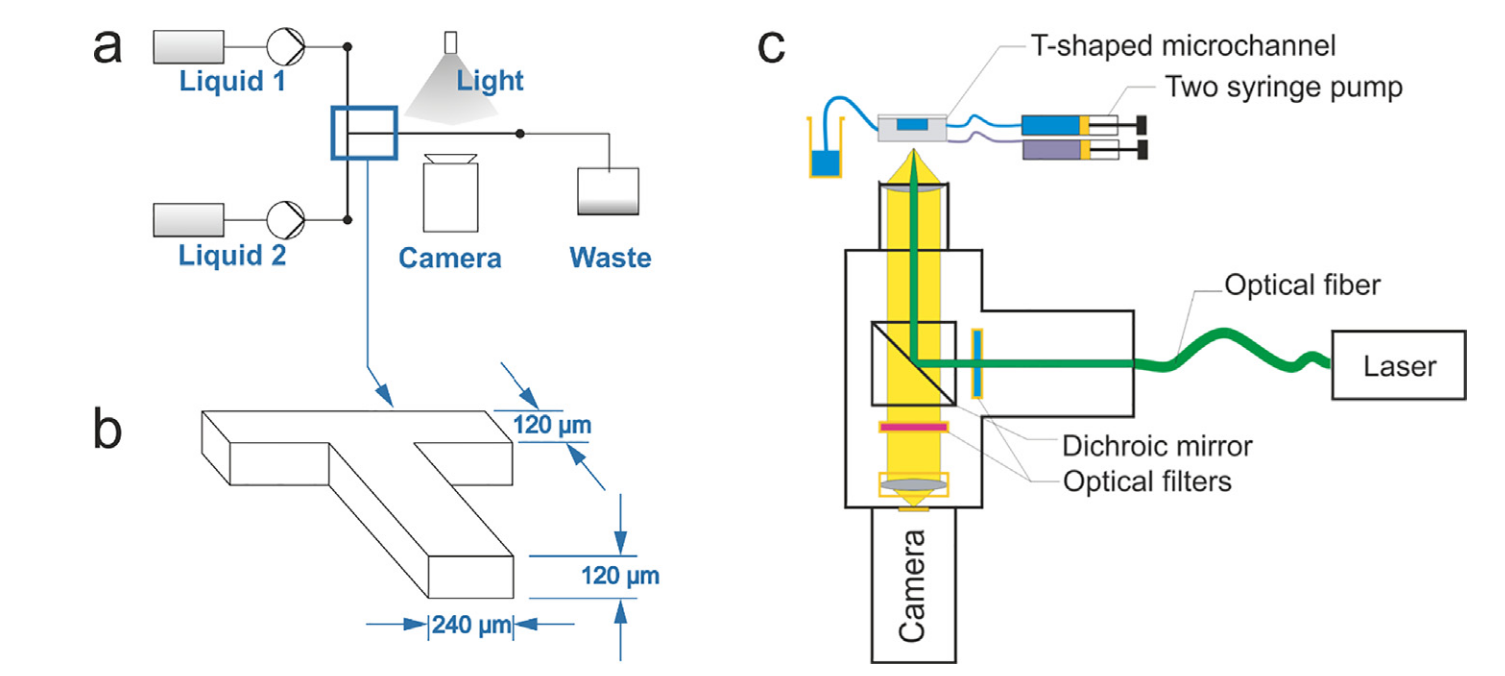 a
Liquid 1
Light
Liquid 2
Camera
Waste
b
120 µm
120 µm
240 µm
c
T-shaped microchannel
Two syringe pump
Optical fiber
Laser
Dichroic mirror
Optical filters
Camera